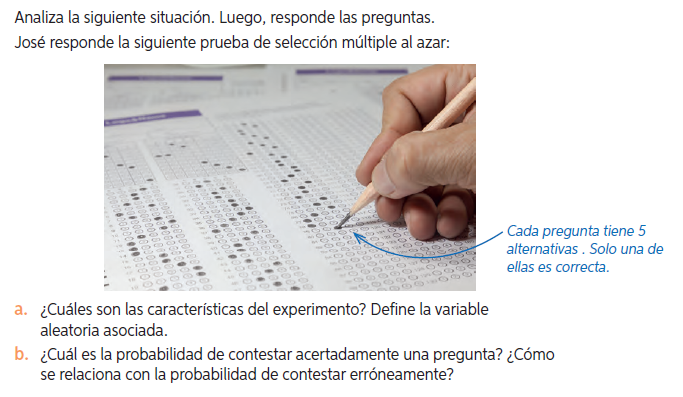 Analiza la siguiente situación. Luego, responde las preguntas.
José responde la siguiente prueba de selección múltiple al azar:
Cada pregunta tiene 5
alternativas . Solo una de
ellas es correcta.
a. ¿Cuáles son las características del experimento? Define la variable
aleatoria asociada.
b. ¿Cuál es la probabilidad de contestar acertadamente una pregunta? ¿Cómo
se relaciona con la probabilidad de contestar erróneamente?